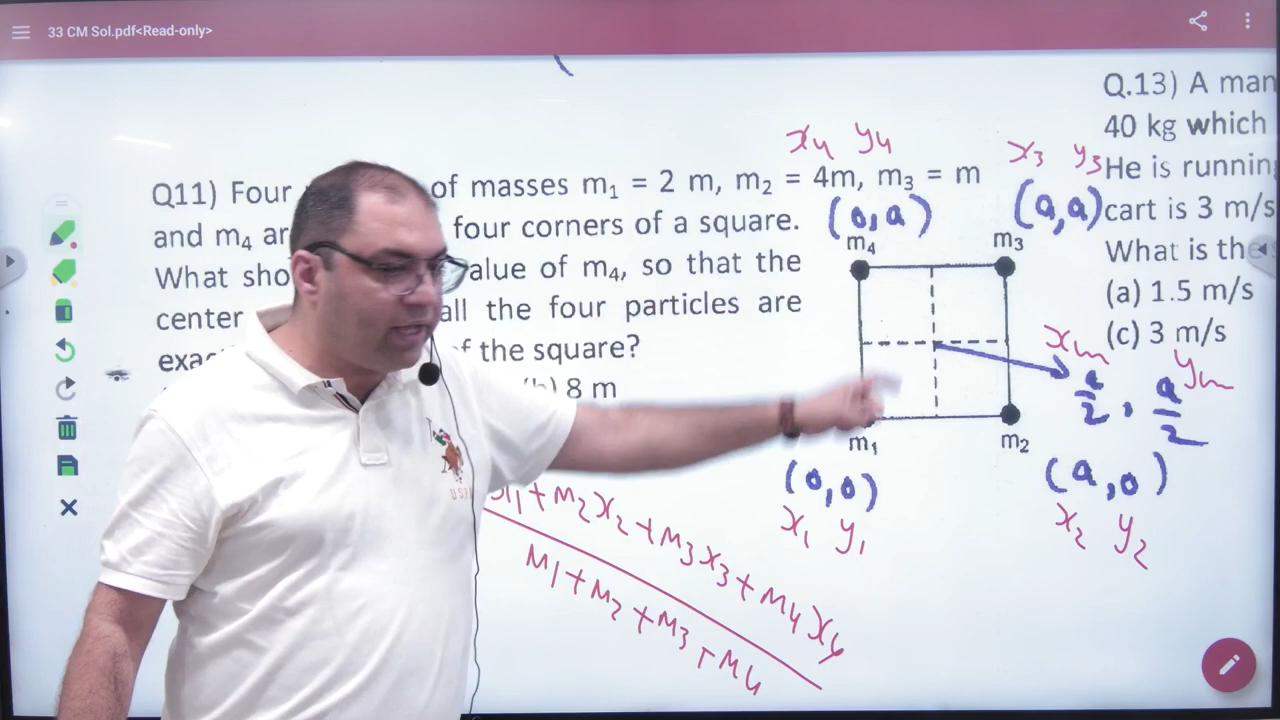 33 CM Sol.pdf<Read-only>
Q11) Four of masses m₁ = 2 m, m₂ = 4m, m₃ = m
and m₄ four corners of a square.
What value of m₄, so that the
center all the four particles are
of the square?
(b) 8 m
x₄ y₄
(0,a)
m₄
x₃ y₃
(a,a)
m₃
xₘ yₘ
a/2, a/2
m₁
(0,0)
x₁ y₁
m₂
(a,0)
x₂ y₂
x₁+m₂x₂+m₃x₃+m₄x₄
m₁+m₂+m₃+m₄
Q.13) A man
40 kg which
He is runnin
cart is 3 m/s
What is the
(a) 1.5 m/s
(c) 3 m/s
U.S.